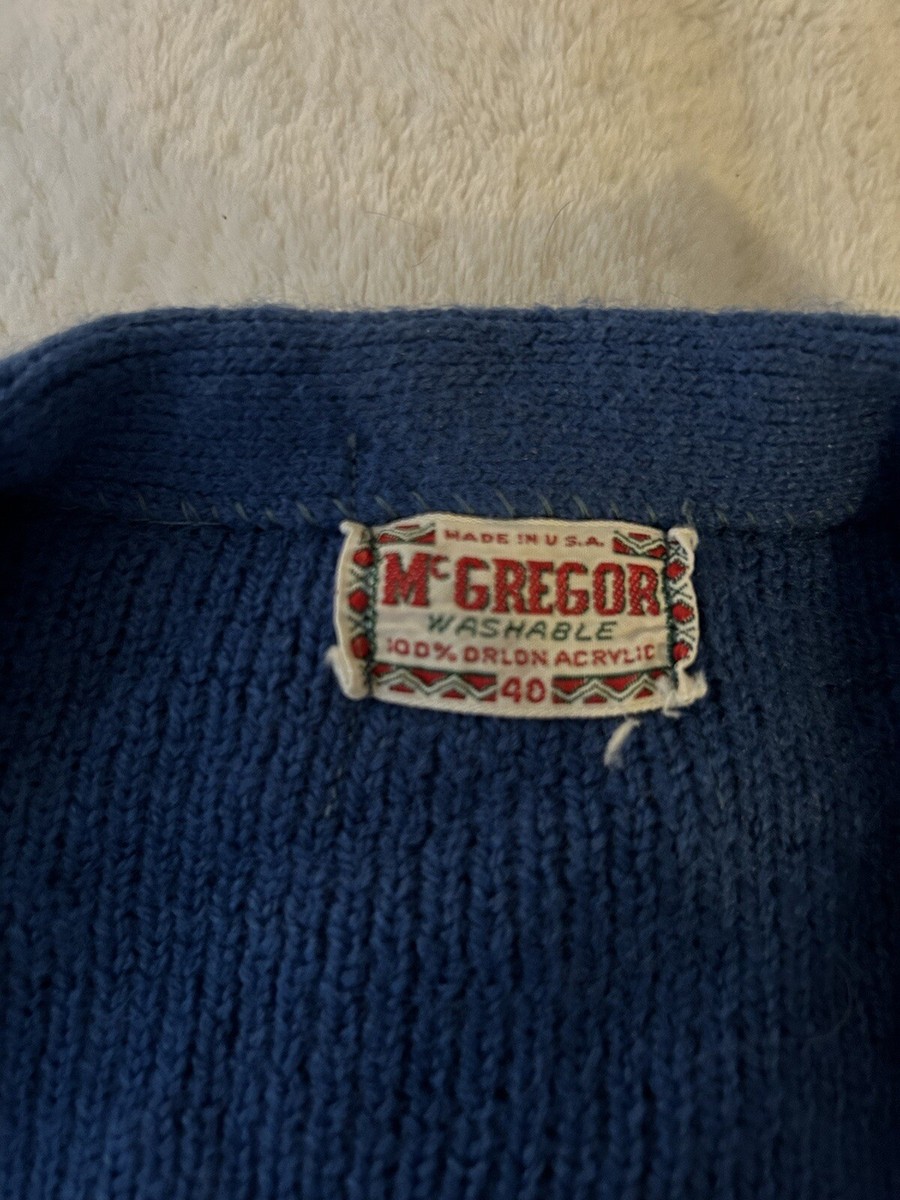 MADE IN U.S.A.
McGREGOR
WASHABLE
100% ORLON ACRYLIC
40